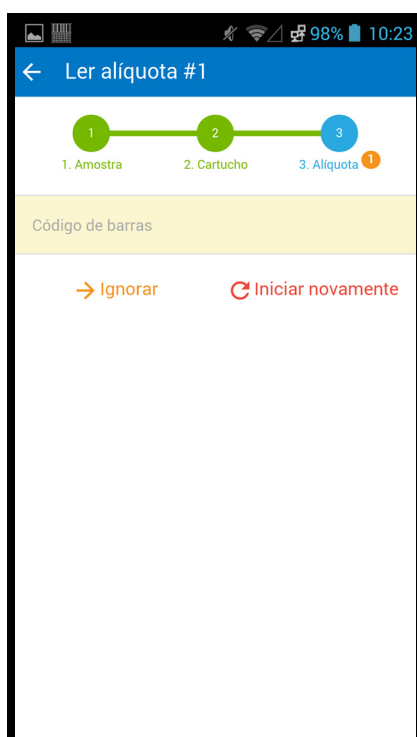 98% 10:23
Ler alíquota #1
1 2 3
1. Amostra 2. Cartucho 3. Alíquota 1
Código de barras
Ignorar Iniciar novamente